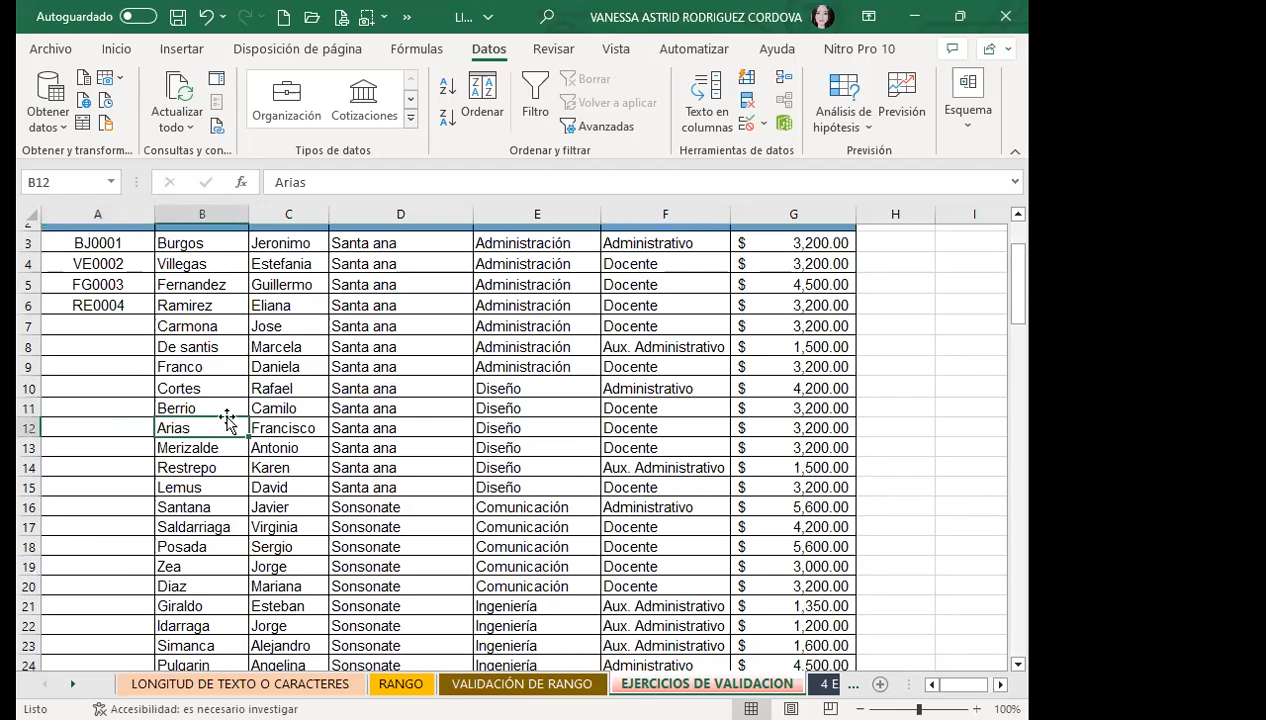 Autoguardado
LI...
VANESSA ASTRID RODRIGUEZ CORDOVA
Archivo Inicio Insertar Disposición de página Fórmulas Datos Revisar Vista Automatizar Ayuda Nitro Pro 10
Obtener datos
Actualizar todo
Organización Cotizaciones
Ordenar
Filtro
Borrar
Volver a aplicar
Avanzadas
Texto en columnas
Análisis de hipótesis
Previsión
Esquema
Obtener y transform... Consultas y con... Tipos de datos Ordenar y filtrar Herramientas de datos Previsión
B12 fx Arias
A B C D E F G H I
2
3 BJ0001 Burgos Jeronimo Santa ana Administración Administrativo $ 3,200.00
4 VE0002 Villegas Estefania Santa ana Administración Docente $ 3,200.00
5 FG0003 Fernandez Guillermo Santa ana Administración Docente $ 4,500.00
6 RE0004 Ramirez Eliana Santa ana Administración Docente $ 3,200.00
7 Carmona Jose Santa ana Administración Docente $ 3,200.00
8 De santis Marcela Santa ana Administración Aux. Administrativo $ 1,500.00
9 Franco Daniela Santa ana Administración Docente $ 3,200.00
10 Cortes Rafael Santa ana Diseño Administrativo $ 4,200.00
11 Berrio Camilo Santa ana Diseño Docente $ 3,200.00
12 Arias Francisco Santa ana Diseño Docente $ 3,200.00
13 Merizalde Antonio Santa ana Diseño Docente $ 3,200.00
14 Restrepo Karen Santa ana Diseño Aux. Administrativo $ 1,500.00
15 Lemus David Santa ana Diseño Docente $ 3,200.00
16 Santana Javier Sonsonate Comunicación Administrativo $ 5,600.00
17 Saldarriaga Virginia Sonsonate Comunicación Docente $ 4,200.00
18 Posada Sergio Sonsonate Comunicación Docente $ 5,600.00
19 Zea Jorge Sonsonate Comunicación Docente $ 3,000.00
20 Diaz Mariana Sonsonate Comunicación Docente $ 3,200.00
21 Giraldo Esteban Sonsonate Ingeniería Aux. Administrativo $ 1,350.00
22 Idarraga Jorge Sonsonate Ingeniería Aux. Administrativo $ 1,200.00
23 Simanca Alejandro Sonsonate Ingeniería Aux. Administrativo $ 1,600.00
24 Pulgarin Angelina Sonsonate Ingeniería Administrativo $ 4,500.00
LONGITUD DE TEXTO O CARACTERES RANGO VALIDACIÓN DE RANGO EJERCICIOS DE VALIDACION 4 E ...
Listo Accesibilidad: es necesario investigar 100%